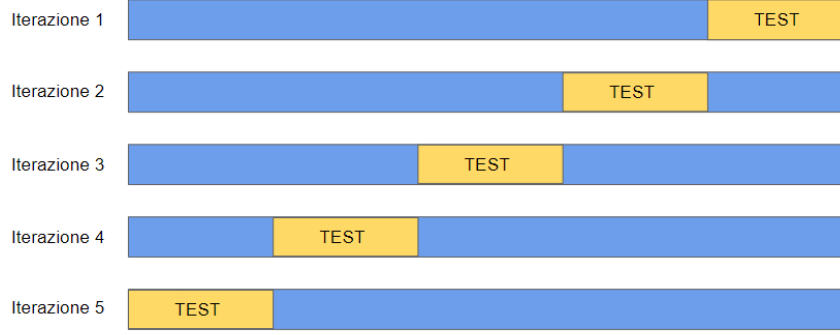 Iterazione 1 TEST
Iterazione 2 TEST
Iterazione 3 TEST
Iterazione 4 TEST
Iterazione 5 TEST